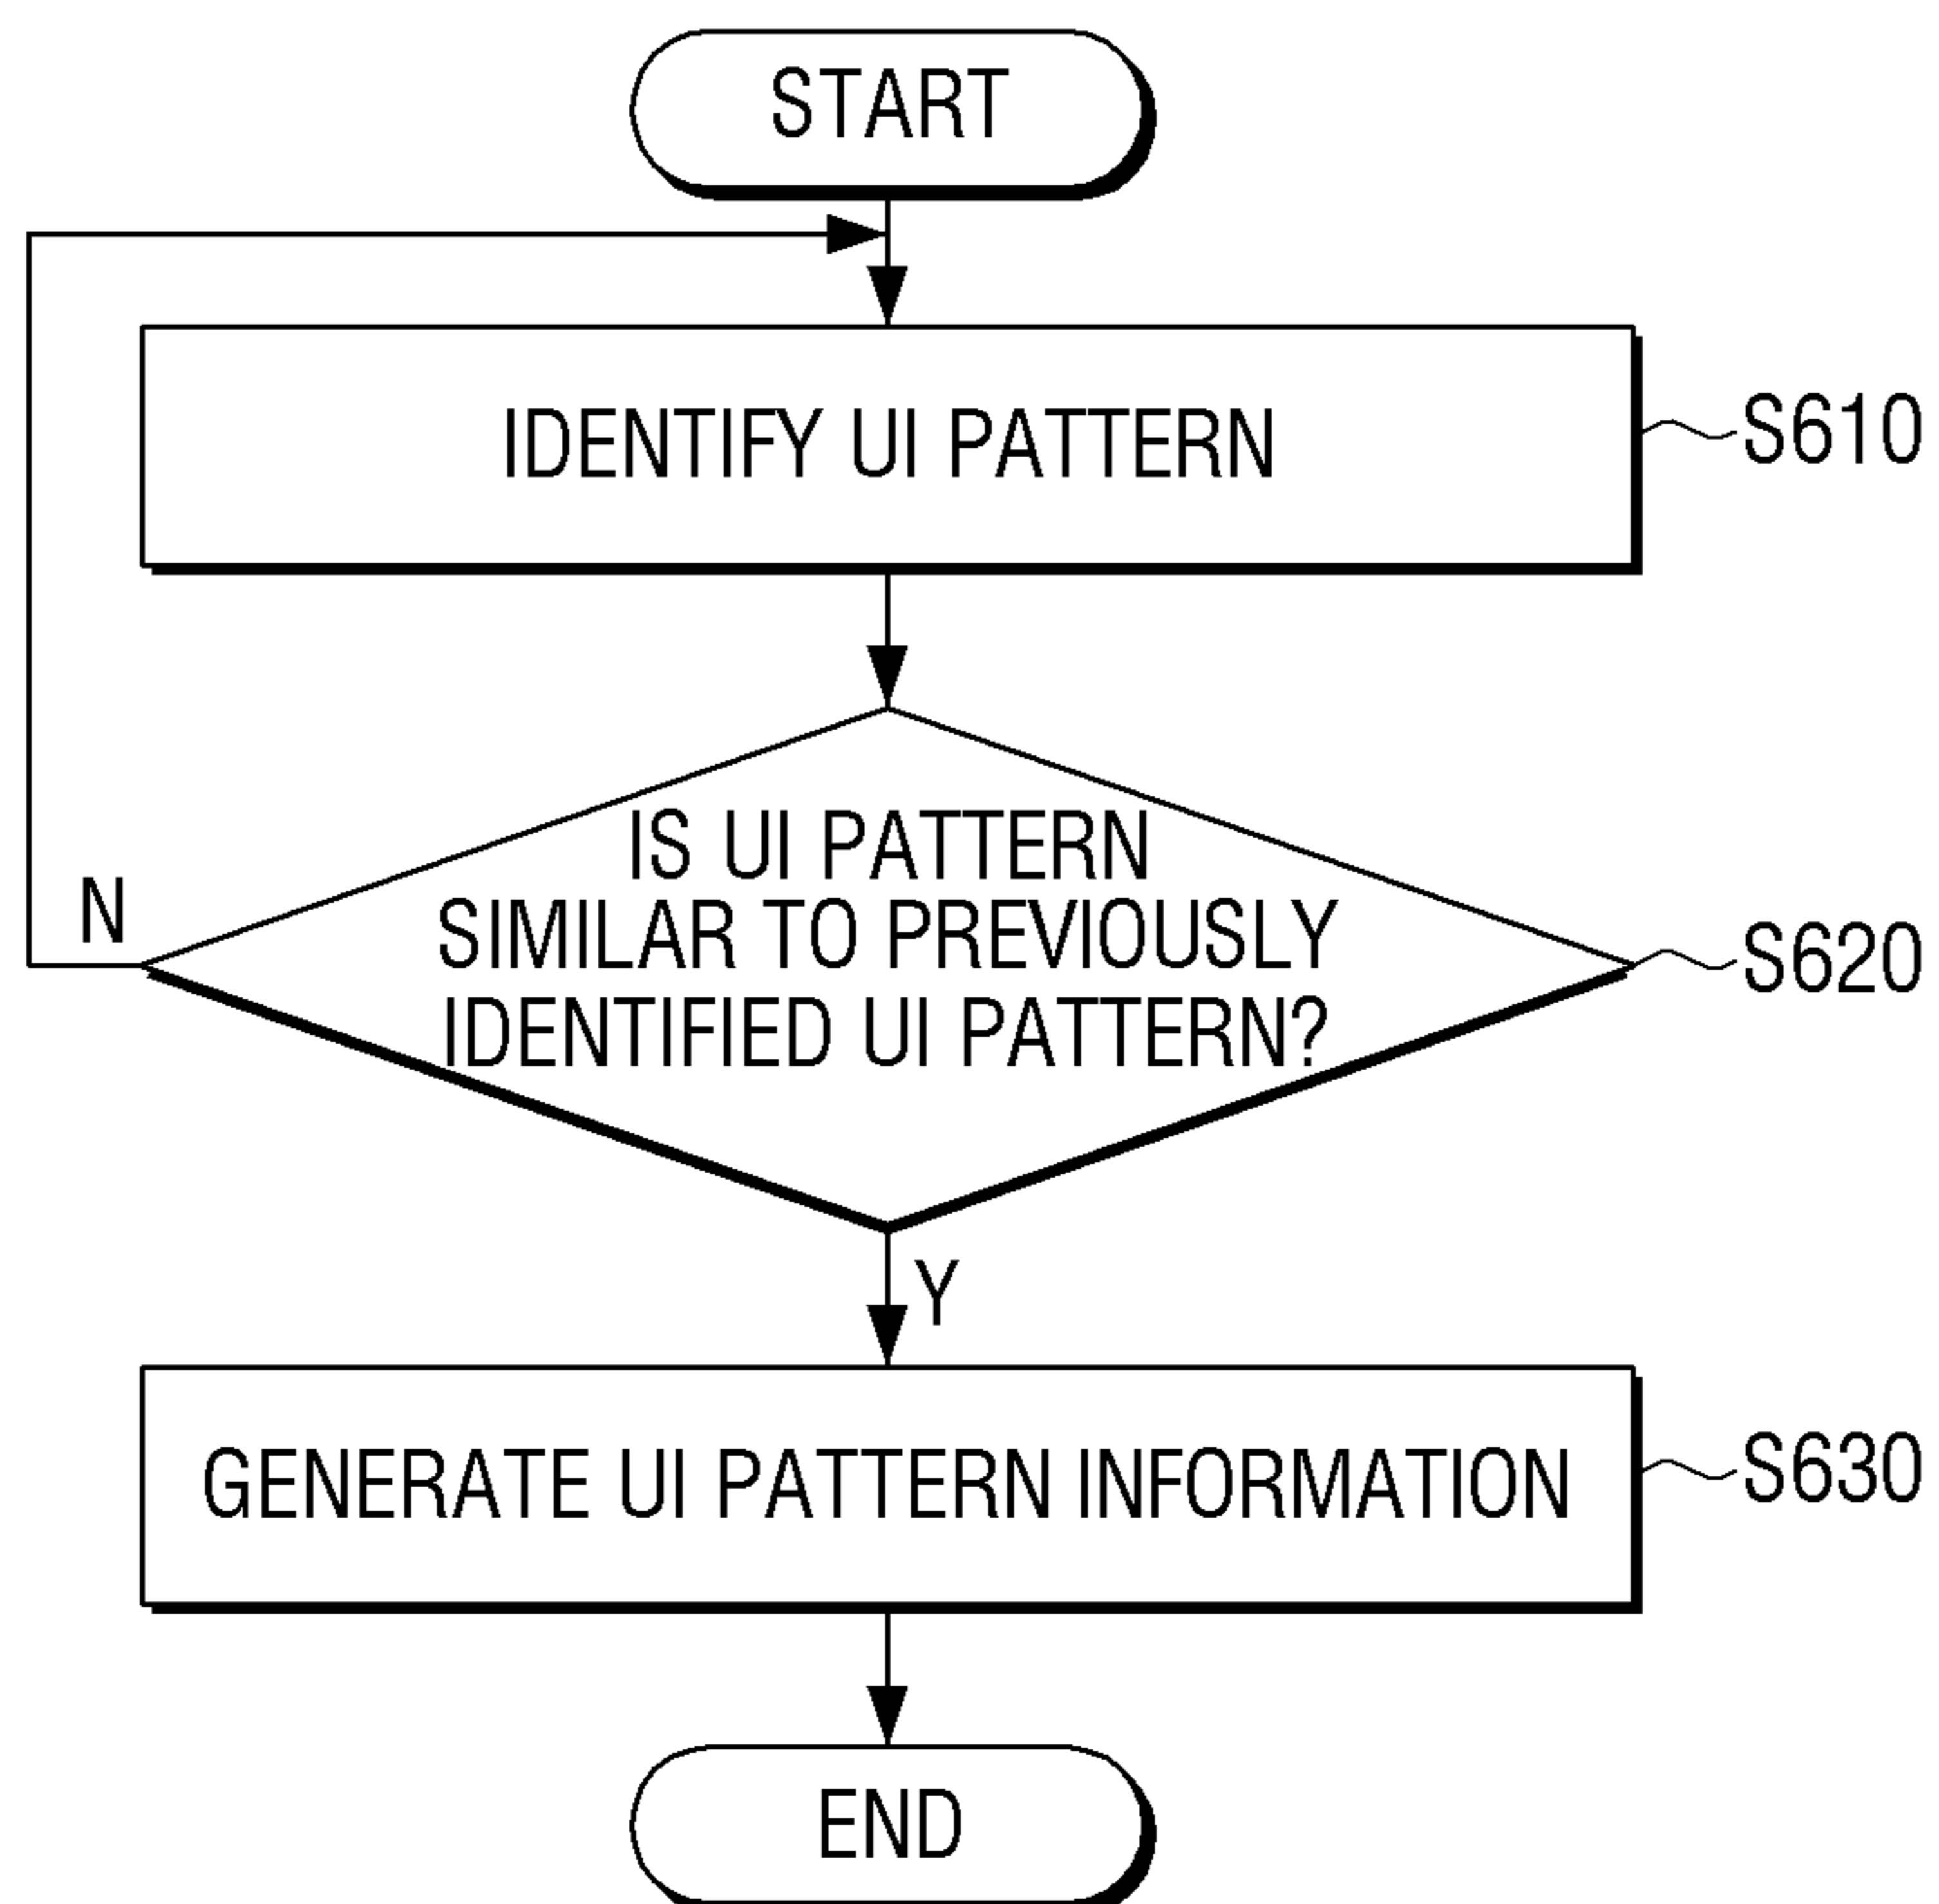 START
IDENTIFY UI PATTERN
S610
IS UI PATTERN
SIMILAR TO PREVIOUSLY
IDENTIFIED UI PATTERN?
S620
N
Y
GENERATE UI PATTERN INFORMATION
S630
END